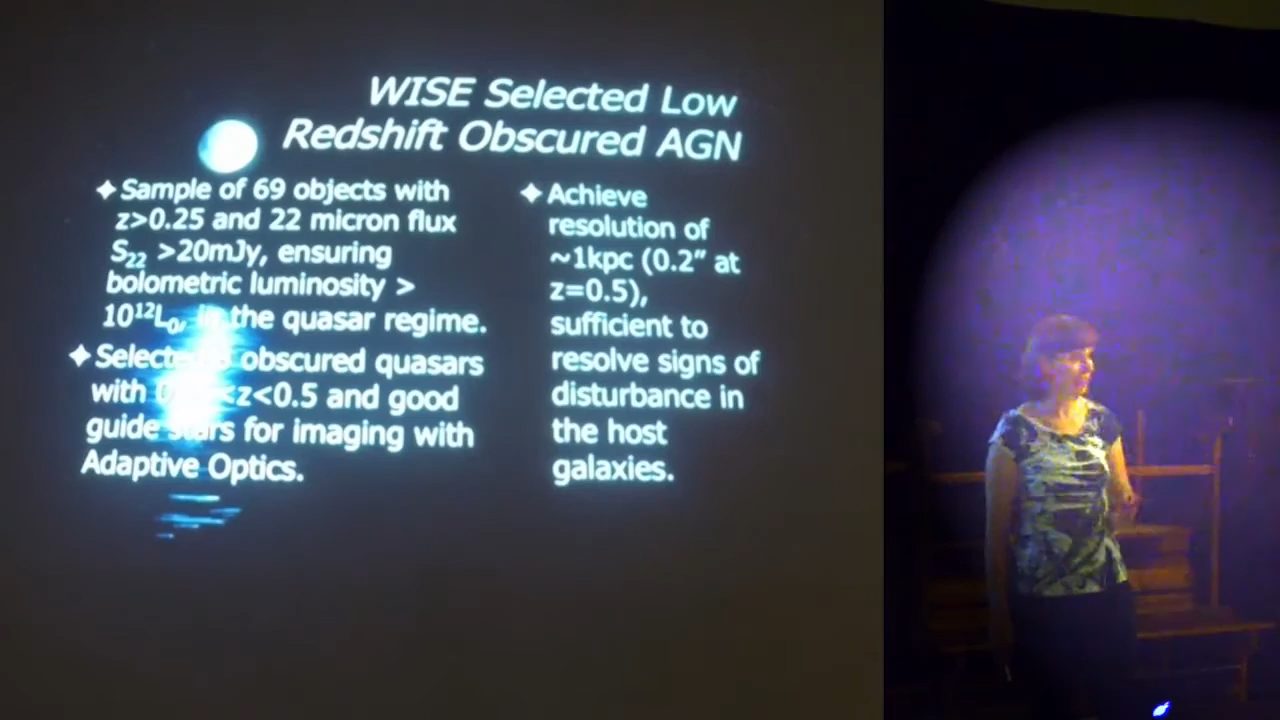 WISE Selected Low
Redshift Obscured AGN
✦ Sample of 69 objects with
z>0.25 and 22 micron flux
S₂₂ >20mJy, ensuring
bolometric luminosity >
10¹²L₀, in the quasar regime.
✦ obscured quasars
with <z<0.5 and good
guide stars for imaging with
Adaptive Optics.
✦ Achieve
resolution of
~1kpc (0.2" at
z=0.5),
sufficient to
resolve signs of
disturbance in
the host
galaxies.